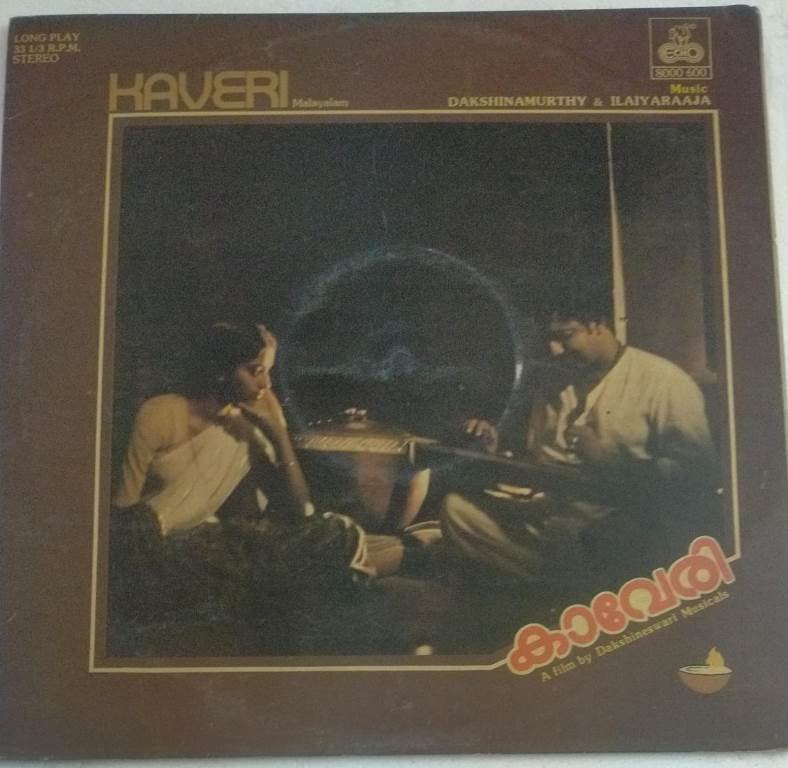 LONG PLAY
33 1/3 R.P.M.
STEREO
ECHO
8000 600
KAVERI Malayalam
Music
DAKSHINAMURTHY & ILAIYARAAJA
കാവേരി
A film by Dakshineswari Musicals